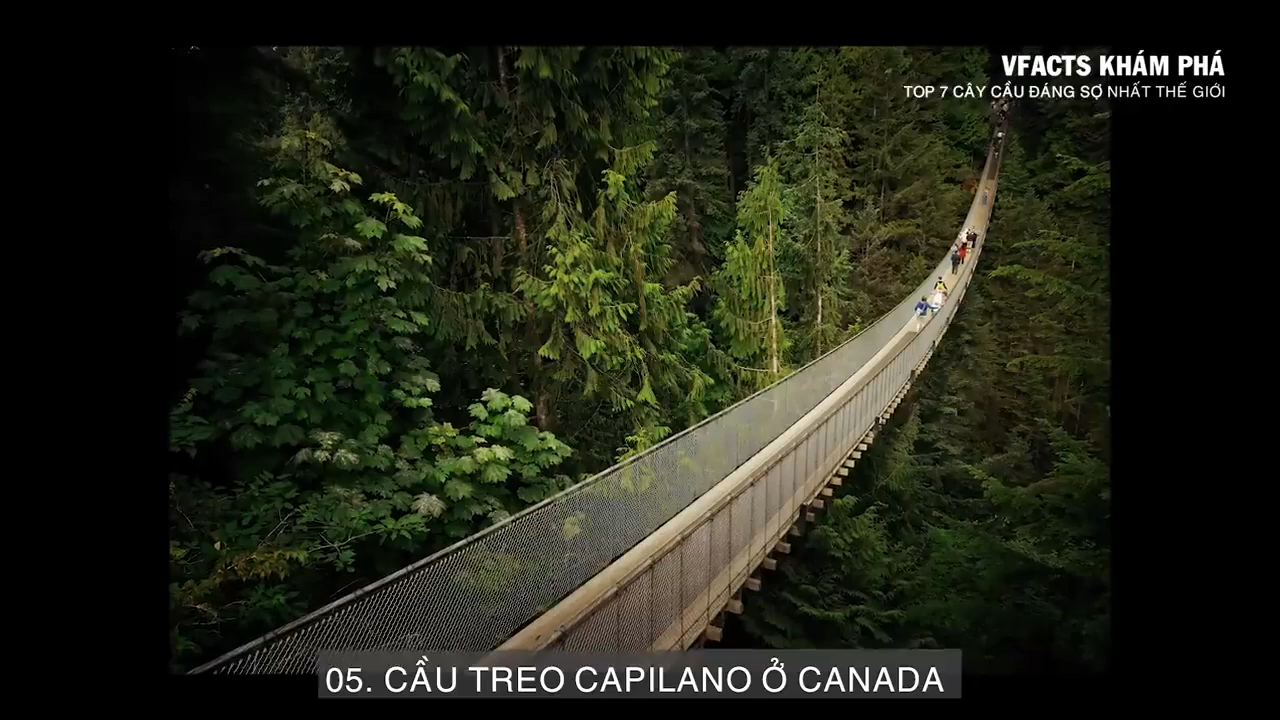 VFACTS KHÁM PHÁ
TOP 7 CÂY CẦU ĐÁNG SỢ NHẤT THẾ GIỚI
05. CẦU TREO CAPILANO Ở CANADA